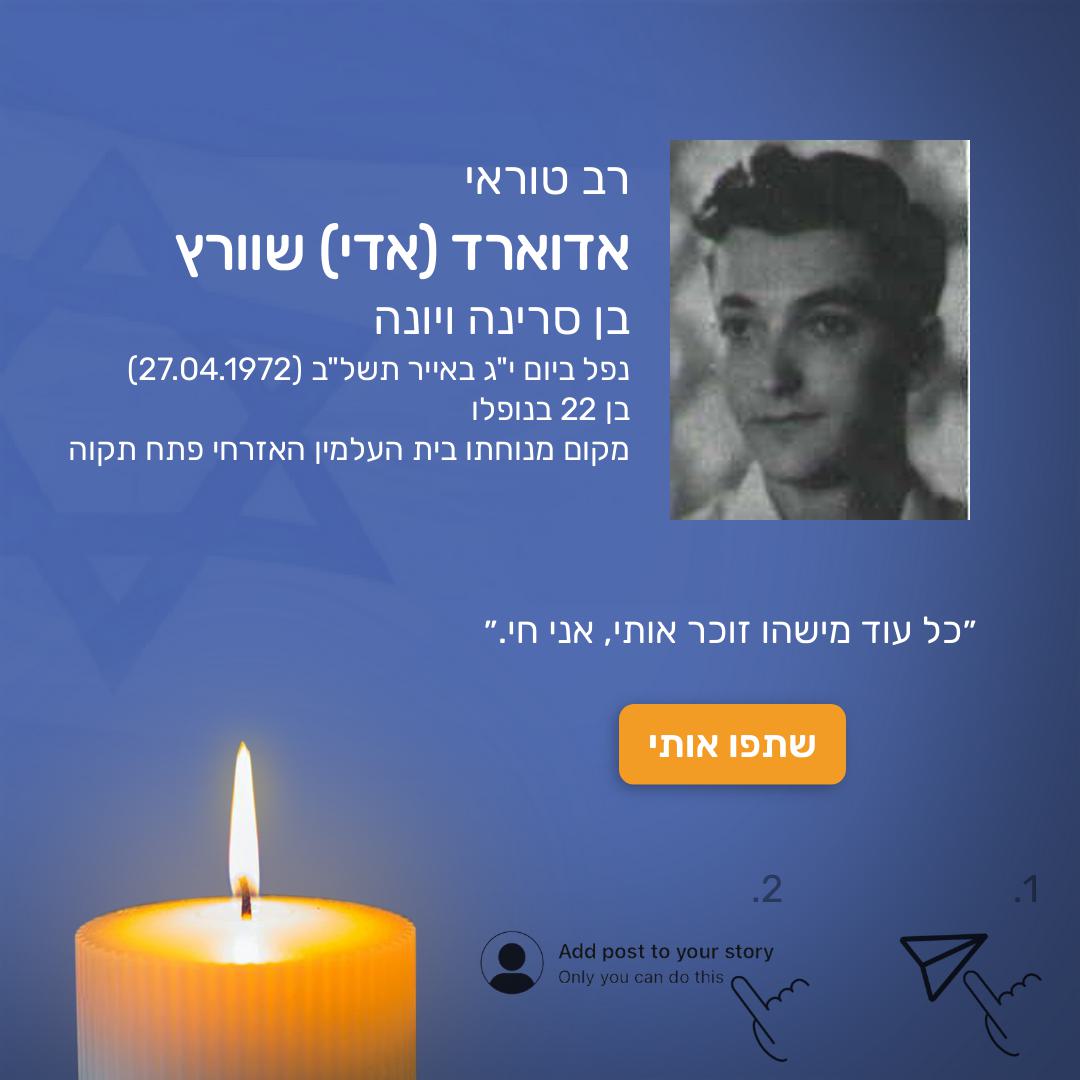 רב טוראי
אדוארד (אדי) שוורץ
בן סרינה ויונה
נפל ביום י"ג באייר תשל"ב (27.04.1972)
בן 22 בנופלו
מקום מנוחתו בית העלמין האזרחי פתח תקוה
״כל עוד מישהו זוכר אותי, אני חי.״
שתפו אותי
1.
2.
Add post to your story
Only you can do this